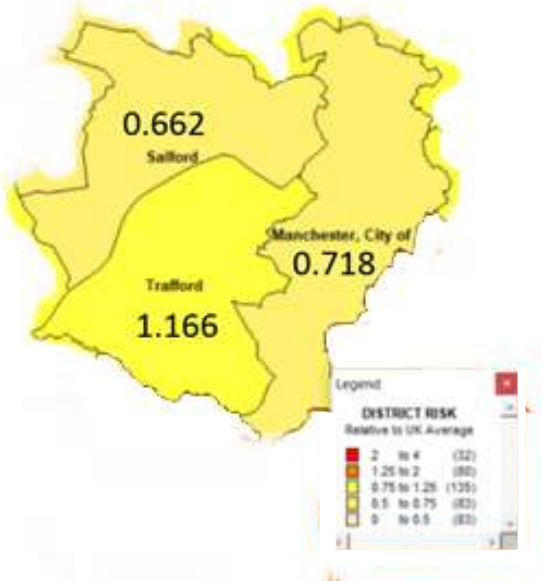 0.662
Salford
Manchester, City of
0.718
Trafford
1.166
Legend
DISTRICT RISK
Relative to UK Average
2 to 4 (32)
1.25 to 2 (80)
0.75 to 1.25 (135)
0.5 to 0.75 (83)
0 to 0.5 (83)